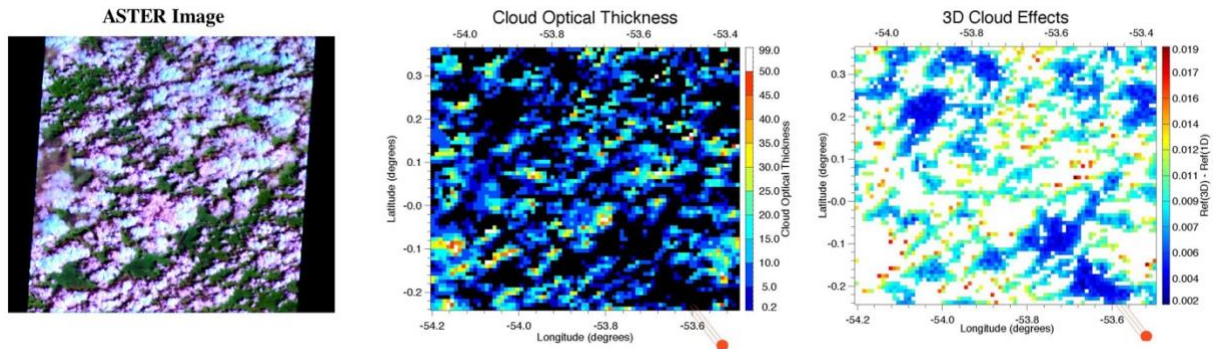 ASTER Image
Cloud Optical Thickness
-54.0 -53.8 -53.6 -53.4
0.3
0.2
0.1
-0.0
-0.1
-0.2
Latitude (degrees)
-54.2 -54.0 -53.8 -53.6
Longitude (degrees)
99.0
50.0
45.0
40.0
35.0
30.0
25.0
20.0
15.0
10.0
5.0
0.2
Cloud Optical Thickness
3D Cloud Effects
-54.0 -53.8 -53.6 -53.4
0.3
0.2
0.1
-0.0
-0.1
-0.2
Latitude (degrees)
-54.2 -54.0 -53.8 -53.6
Longitude (degrees)
0.019
0.016
0.014
0.012
0.011
0.009
0.007
0.006
0.004
0.002
Ref(3D) - Ref(1D)